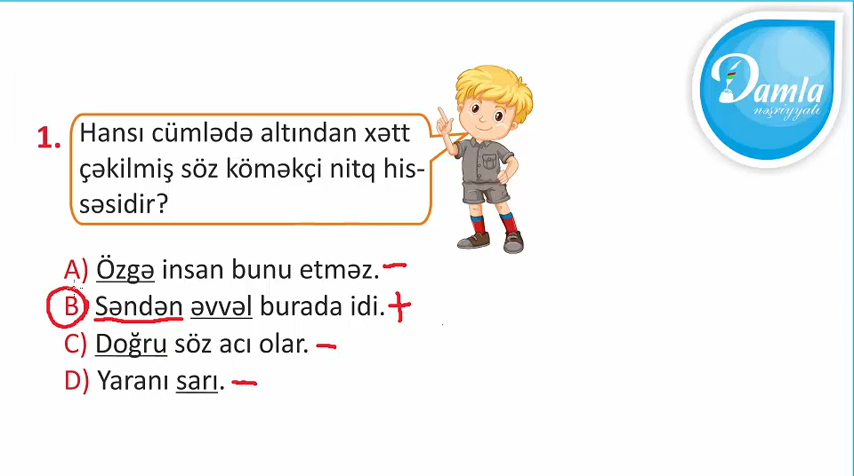 Damla
nəşriyyatı
1. Hansı cümlədə altından xətt
çəkilmiş söz köməkçi nitq his-
səsidir?
A) Özgə insan bunu etməz. –
B) Səndən əvvəl burada idi. +
C) Doğru söz acı olar. –
D) Yaranı sarı. –